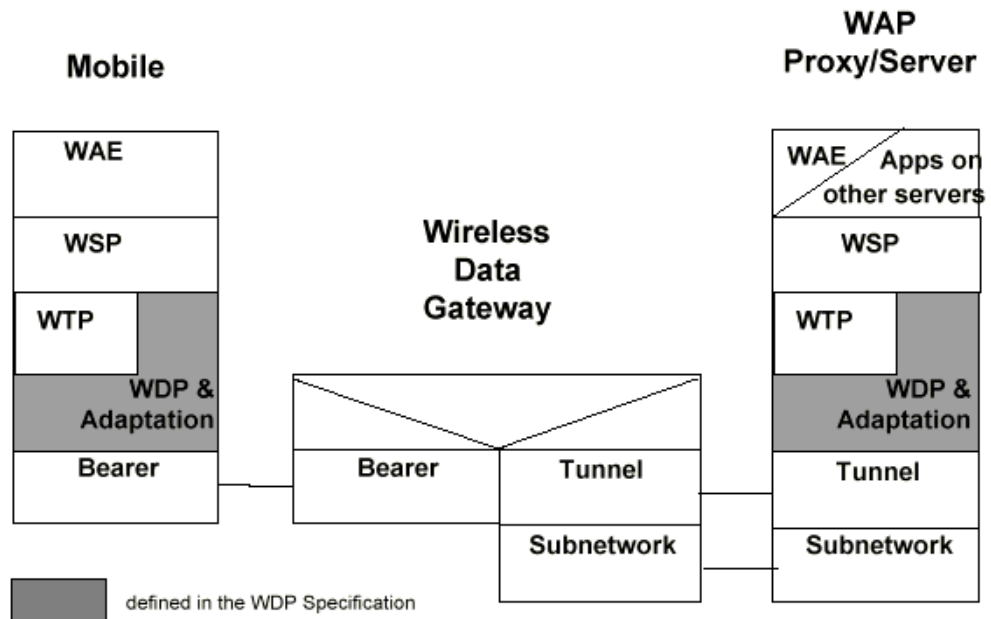 Mobile
WAE
WSP
WTP
WDP &
Adaptation
Bearer
Wireless
Data
Gateway
Bearer
Tunnel
Subnetwork
WAP
Proxy/Server
WAE
Apps on
other servers
WSP
WTP
WDP &
Adaptation
Tunnel
Subnetwork
defined in the WDP Specification